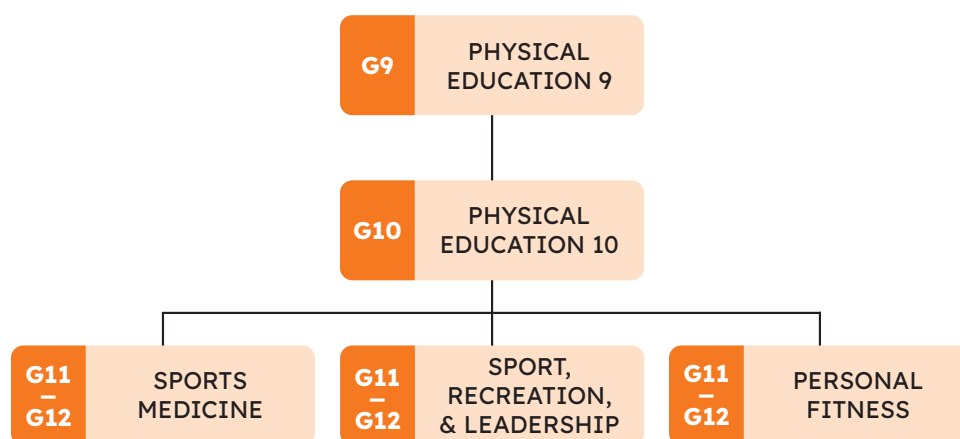 G9
PHYSICAL
EDUCATION 9
G10
PHYSICAL
EDUCATION 10
G11
–
G12
SPORTS
MEDICINE
G11
–
G12
SPORT,
RECREATION,
& LEADERSHIP
G11
–
G12
PERSONAL
FITNESS